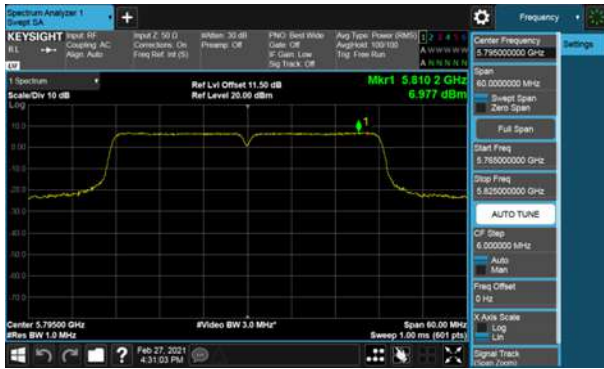 Spectrum Analyzer 1
Swept SA
Frequency
KEYSIGHT
RL
Input: RF
Coupling: AC
Align: Auto
Input Z: 50 Ω
Corrections: On
Freq Ref: Int (S)
#Atten: 30 dB
Preamp: Off
PNO: Best Wide
Gate: Off
IF Gain: Low
Sig Track: Off
Avg Type: Power (RMS)
Avg|Hold: 100/100
Trig: Free Run
1 2 3 4 5 6
A W W W W W
A N N N N N
1 Spectrum
Scale/Div 10 dB
Log
Ref Lvl Offset 11.50 dB
Ref Level 20.00 dBm
Mkr1 5.810 2 GHz
6.977 dBm
1
10.0
0.00
-10.0
-20.0
-30.0
-40.0
-50.0
-60.0
-70.0
Center 5.79500 GHz
#Res BW 1.0 MHz
#Video BW 3.0 MHz*
Span 60.00 MHz
Sweep 1.00 ms (601 pts)
Feb 27, 2021
4:31:03 PM
Center Frequency
5.795000000 GHz
Settings
Span
60.0000000 MHz
Swept Span
Zero Span
Full Span
Start Freq
5.765000000 GHz
Stop Freq
5.825000000 GHz
AUTO TUNE
CF Step
6.000000 MHz
Auto
Man
Freq Offset
0 Hz
X Axis Scale
Log
Lin
Signal Track
(Span Zoom)